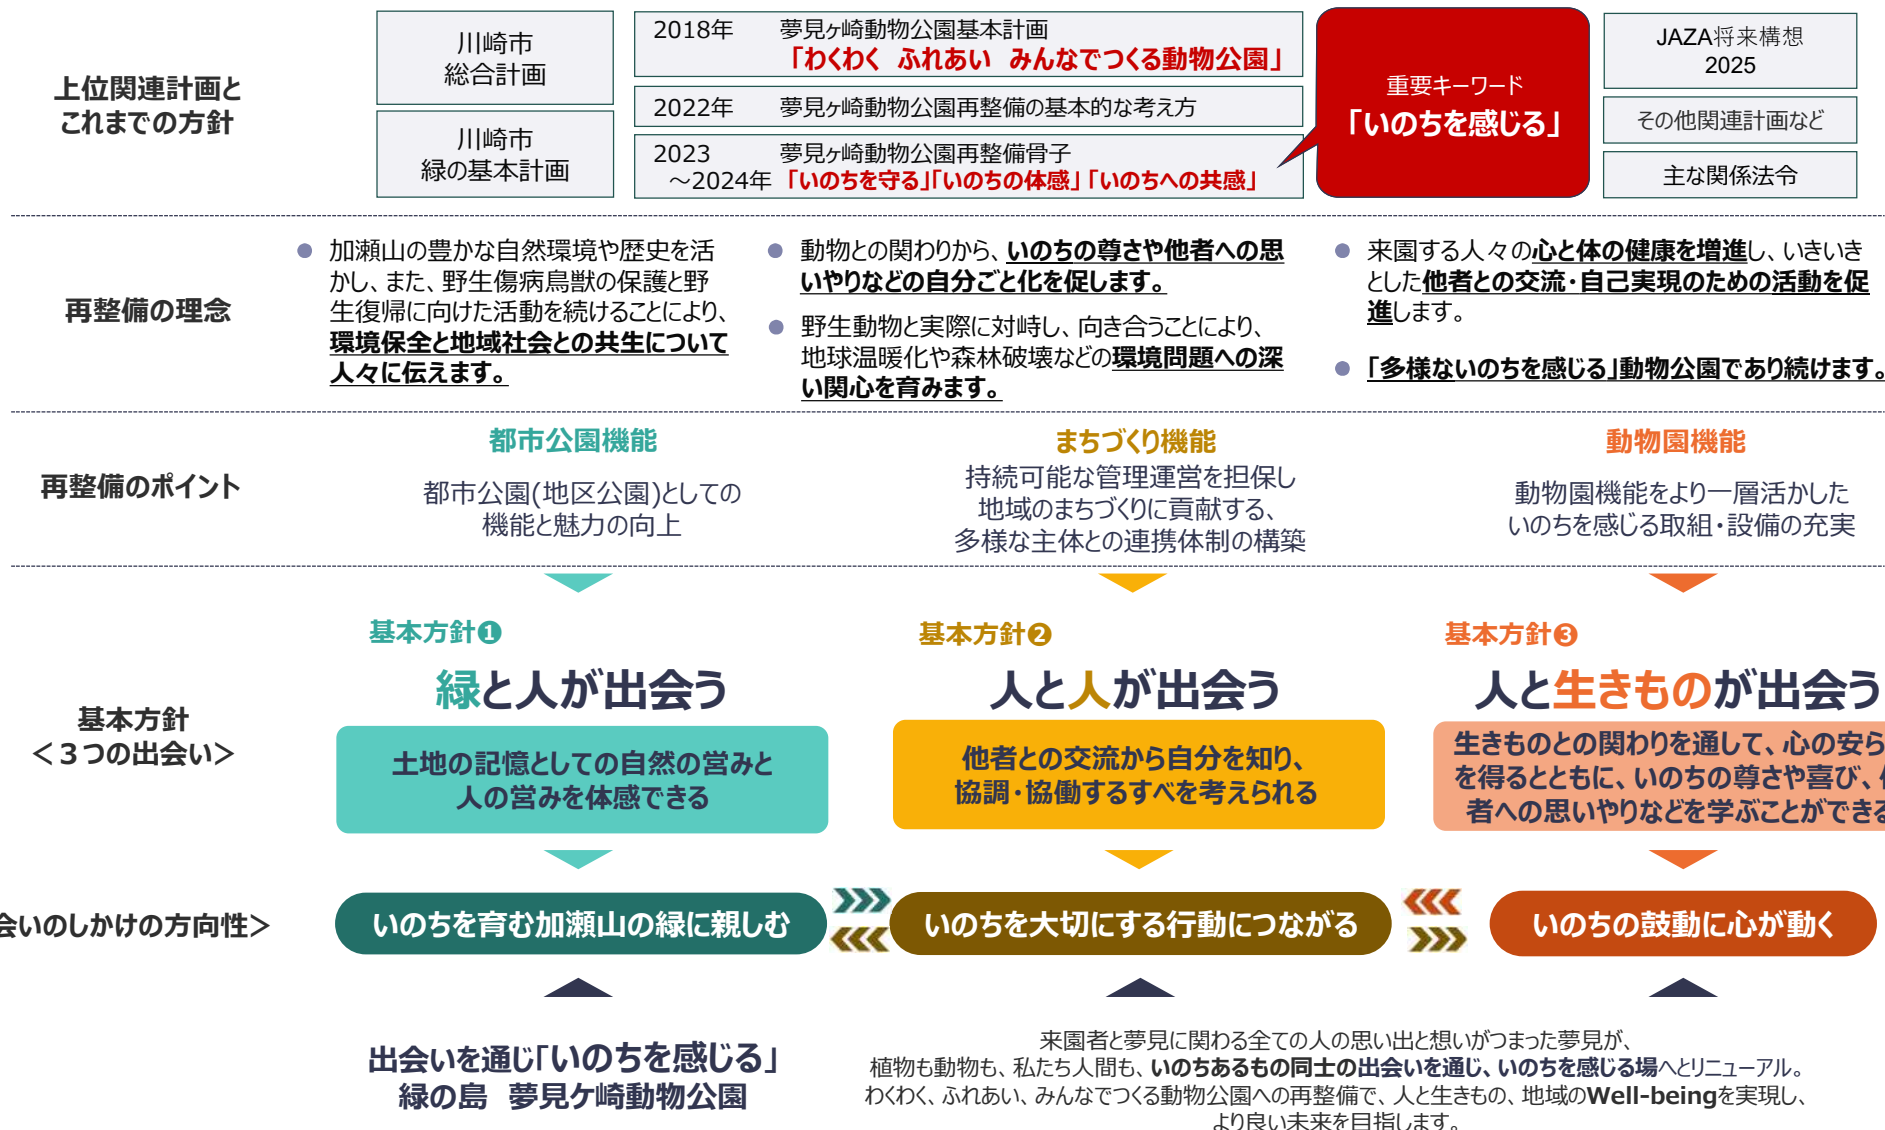 上位関連計画と
これまでの方針
川崎市
総合計画
川崎市
緑の基本計画
2018年 夢見ヶ崎動物公園基本計画
「わくわく ふれあい みんなでつくる動物公園」
2022年 夢見ヶ崎動物公園再整備の基本的な考え方
2023 夢見ヶ崎動物公園再整備骨子
～2024年 「いのちを守る」「いのちの体感」「いのちへの共感」
重要キーワード
「いのちを感じる」
JAZA将来構想
2025
その他関連計画など
主な関係法令
再整備の理念
● 加瀬山の豊かな自然環境や歴史を活
かし、また、野生傷病鳥獣の保護と野
生復帰に向けた活動を続けることにより、
環境保全と地域社会との共生について
人々に伝えます。
● 動物との関わりから、いのちの尊さや他者への思
いやりなどの自分ごと化を促します。
● 野生動物と実際に対峙し、向き合うことにより、
地球温暖化や森林破壊などの環境問題への深
い関心を育みます。
● 来園する人々の心と体の健康を増進し、いきいき
とした他者との交流・自己実現のための活動を促
進します。
● 「多様ないのちを感じる」動物公園であり続けます。
再整備のポイント
都市公園機能
都市公園(地区公園)としての
機能と魅力の向上
まちづくり機能
持続可能な管理運営を担保し
地域のまちづくりに貢献する、
多様な主体との連携体制の構築
動物園機能
動物園機能をより一層活かした
いのちを感じる取組・設備の充実
基本方針
＜３つの出会い＞
基本方針❶
緑と人が出会う
土地の記憶としての自然の営みと
人の営みを体感できる
基本方針❷
人と人が出会う
他者との交流から自分を知り、
協調・協働するすべを考えられる
基本方針❸
人と生きものが出会う
生きものとの関わりを通して、心の安ら
を得るとともに、いのちの尊さや喜び、
者への思いやりなどを学ぶことができ
会いのしかけの方向性＞
いのちを育む加瀬山の緑に親しむ
いのちを大切にする行動につながる
いのちの鼓動に心が動く
出会いを通じ「いのちを感じる」
緑の島 夢見ケ崎動物公園
来園者と夢見に関わる全ての人の思い出と想いがつまった夢見が、
植物も動物も、私たち人間も、いのちあるもの同士の出会いを通じ、いのちを感じる場へとリニューアル。
わくわく、ふれあい、みんなでつくる動物公園への再整備で、人と生きもの、地域のWell-beingを実現し、
より良い未来を目指します。